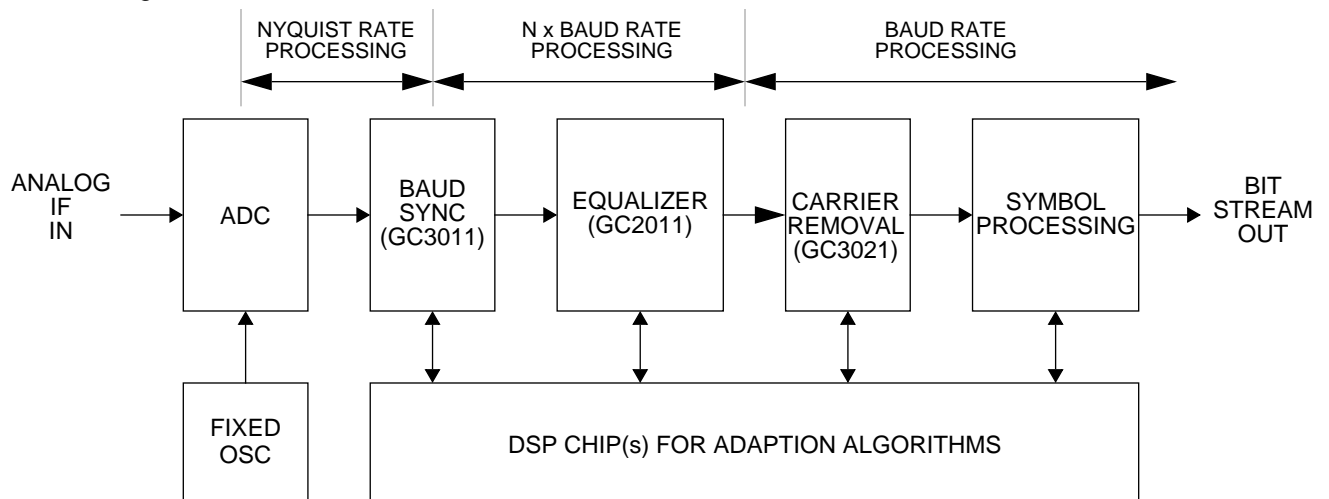 NYQUIST RATE
PROCESSING
N x BAUD RATE
PROCESSING
BAUD RATE
PROCESSING
ANALOG
IF
IN
ADC
BAUD
SYNC
(GC3011)
EQUALIZER
(GC2011)
CARRIER
REMOVAL
(GC3021)
SYMBOL
PROCESSING
BIT
STREAM
OUT
FIXED
OSC
DSP CHIP(s) FOR ADAPTION ALGORITHMS